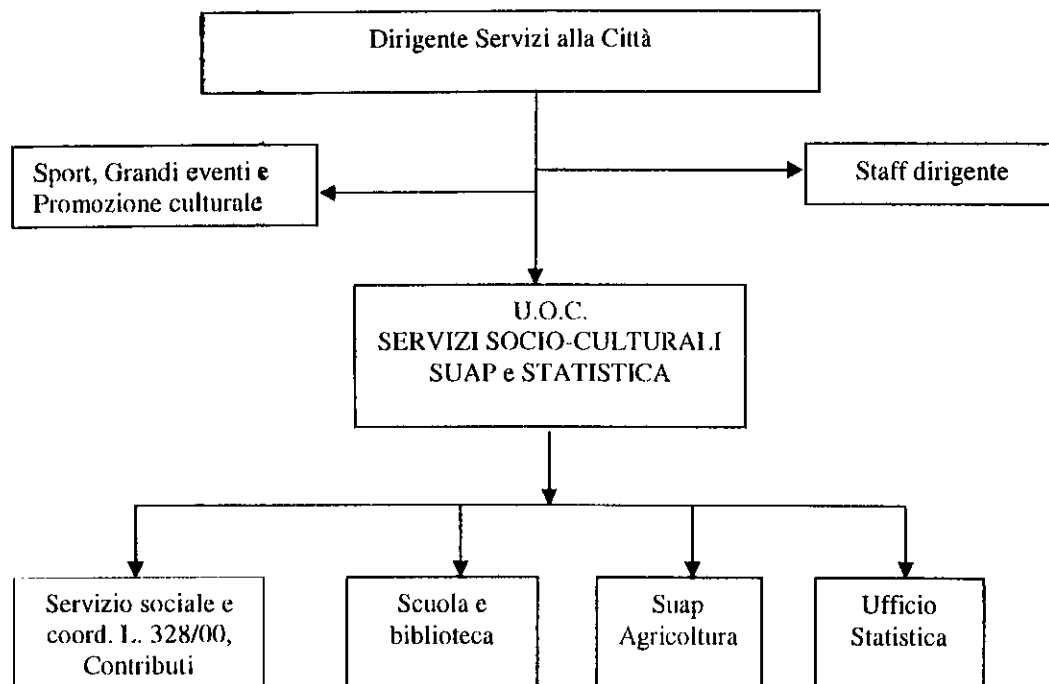 Dirigente Servizi alla Città
Sport, Grandi eventi e
Promozione culturale
Staff dirigente
U.O.C.
SERVIZI SOCIO-CULTURALI
SUAP e STATISTICA
Servizio sociale e
coord. L. 328/00,
Contributi
Scuola e
biblioteca
Suap
Agricoltura
Ufficio
Statistica